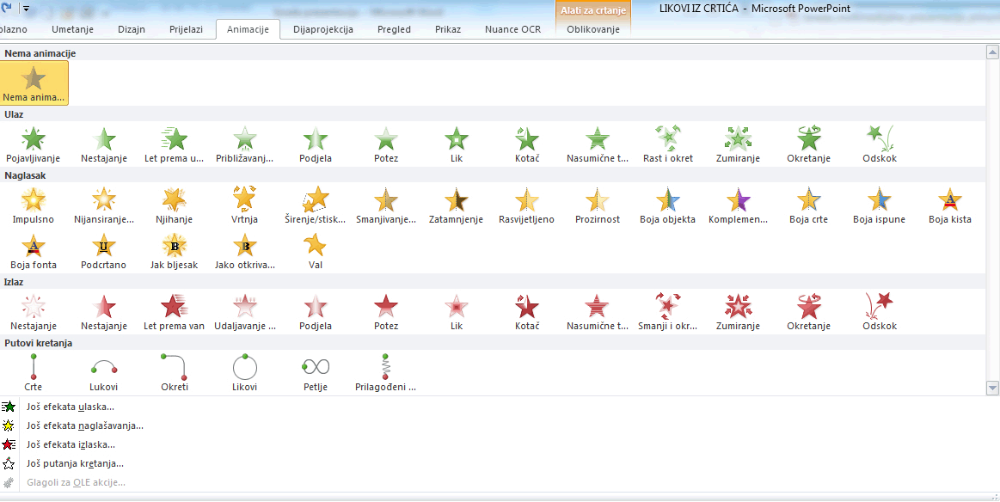 Alati za crtanje LIKOVI IZ CRTIĆA - Microsoft PowerPoint
olazno Umetanje Dizajn Prijelazi Animacije Dijaprojekcija Pregled Prikaz Nuance OCR Oblikovanje
Nema animacije
Nema anima...
Ulaz
Pojavljivanje Nestajanje Let prema u... Približavanj... Podjela Potez Lik Kotač Nasumične t... Rast i okret Zumiranje Okretanje Odskok
Naglasak
Impulsno Nijansiranje... Njihanje Vrtnja Širenje/stisk... Smanjivanje... Zatamnjenje Rasvijetljeno Prozirnost Boja objekta Komplemen... Boja crte Boja ispune Boja kista
Boja fonta Podcrtano Jak bljesak Jako otkriva... Val
Izlaz
Nestajanje Nestajanje Let prema van Udaljavanje ... Podjela Potez Lik Kotač Nasumične t... Smanji i okr... Zumiranje Okretanje Odskok
Putovi kretanja
Crte Lukovi Okreti Likovi Petlje Prilagođeni ...
Još efekata ulaska...
Još efekata naglašavanja...
Još efekata izlaska...
Još putanja kretanja...
Glagoli za OLE akcije...